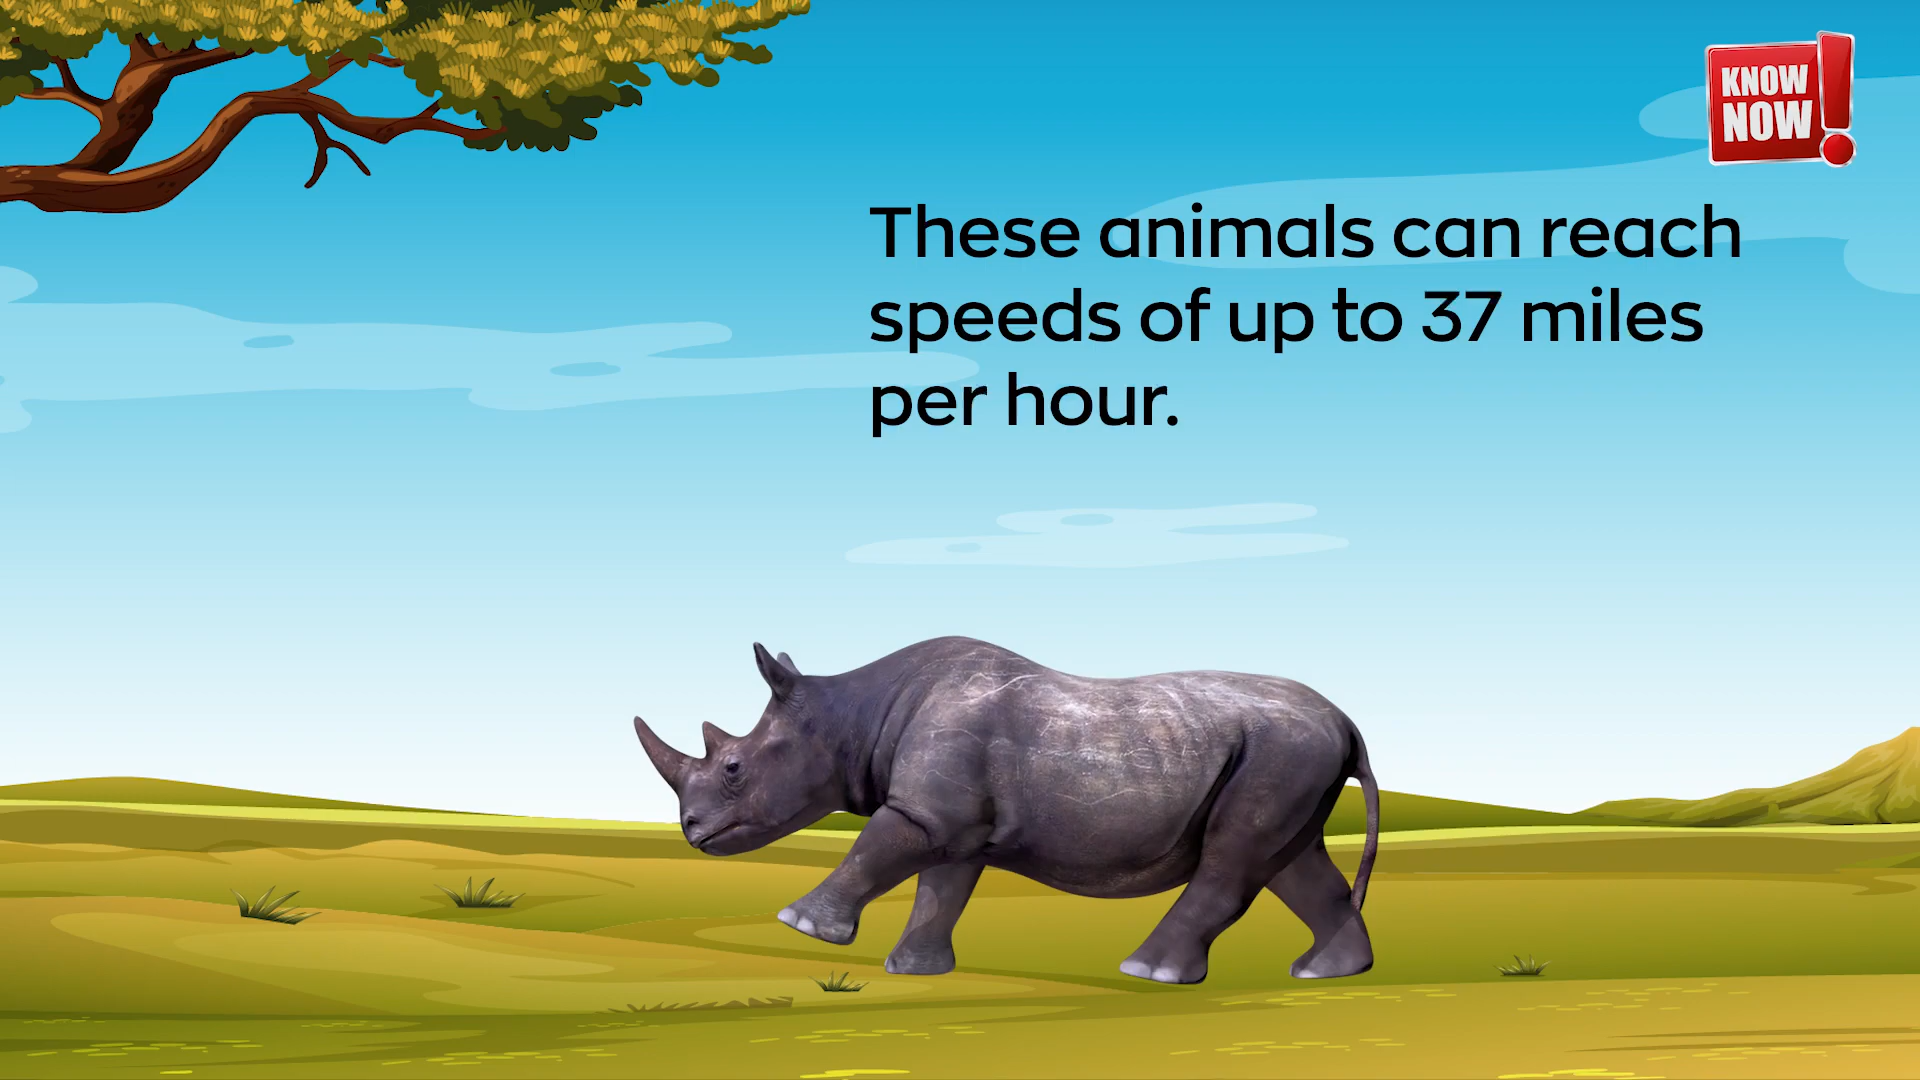 KNOW
NOW
These animals can reach
speeds of up to 37 miles
per hour.